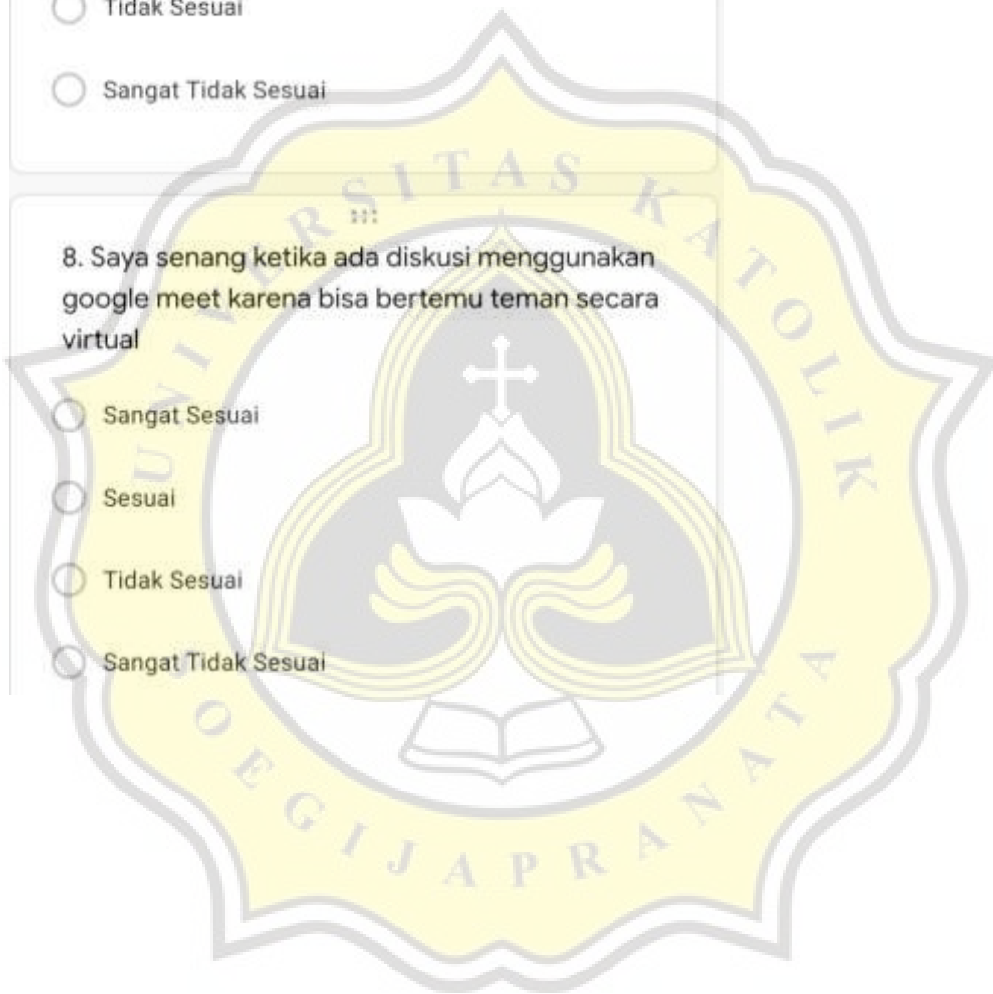 Tidak Sesuai
Sangat Tidak Sesuai
8. Saya senang ketika ada diskusi menggunakan
google meet karena bisa bertemu teman secara
virtual
Sangat Sesuai
Sesuai
Tidak Sesuai
Sangat Tidak Sesuai
UNIVERSITAS KATOLIK
SOEGIJAPRANATA